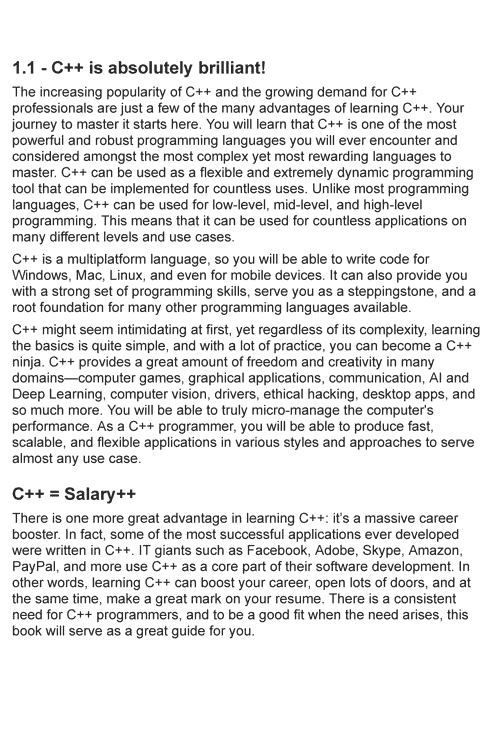 1.1 - C++ is absolutely brilliant!
The increasing popularity of C++ and the growing demand for C++
professionals are just a few of the many advantages of learning C++. Your
journey to master it starts here. You will learn that C++ is one of the most
powerful and robust programming languages you will ever encounter and
considered amongst the most complex yet most rewarding languages to
master. C++ can be used as a flexible and extremely dynamic programming
tool that can be implemented for countless uses. Unlike most programming
languages, C++ can be used for low-level, mid-level, and high-level
programming. This means that it can be used for countless applications on
many different levels and use cases.
C++ is a multiplatform language, so you will be able to write code for
Windows, Mac, Linux, and even for mobile devices. It can also provide you
with a strong set of programming skills, serve you as a steppingstone, and a
root foundation for many other programming languages available.
C++ might seem intimidating at first, yet regardless of its complexity, learning
the basics is quite simple, and with a lot of practice, you can become a C++
ninja. C++ provides a great amount of freedom and creativity in many
domains—computer games, graphical applications, communication, AI and
Deep Learning, computer vision, drivers, ethical hacking, desktop apps, and
so much more. You will be able to truly micro-manage the computer's
performance. As a C++ programmer, you will be able to produce fast,
scalable, and flexible applications in various styles and approaches to serve
almost any use case.
C++ = Salary++
There is one more great advantage in learning C++: it’s a massive career
booster. In fact, some of the most successful applications ever developed
were written in C++. IT giants such as Facebook, Adobe, Skype, Amazon,
PayPal, and more use C++ as a core part of their software development. In
other words, learning C++ can boost your career, open lots of doors, and at
the same time, make a great mark on your resume. There is a consistent
need for C++ programmers, and to be a good fit when the need arises, this
book will serve as a great guide for you.